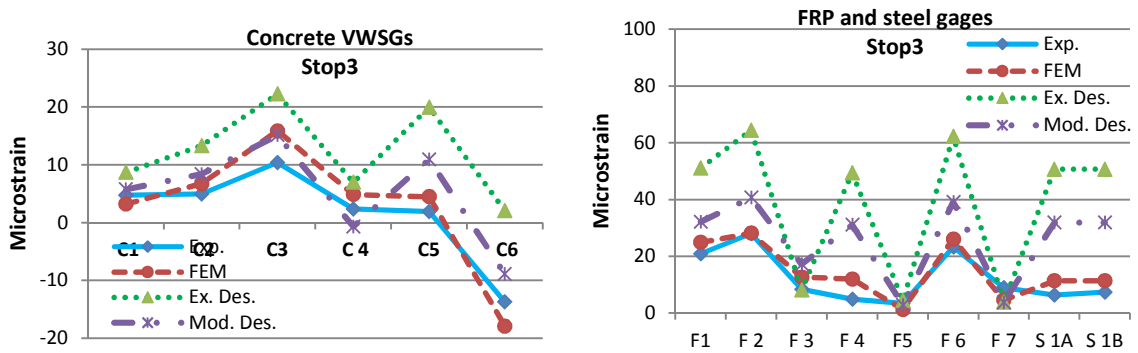 Concrete VWSGs
Stop3
Microstrain
30
20
10
0
-10
-20
C1
C2
C3
C 4
C5
C6
Exp.
FEM
Ex. Des.
Mod. Des.
FRP and steel gages
Stop3
Microstrain
100
80
60
40
20
0
F1
F 2
F 3
F 4
F5
F 6
F 7
S 1A
S 1B
Exp.
FEM
Ex. Des.
Mod. Des.